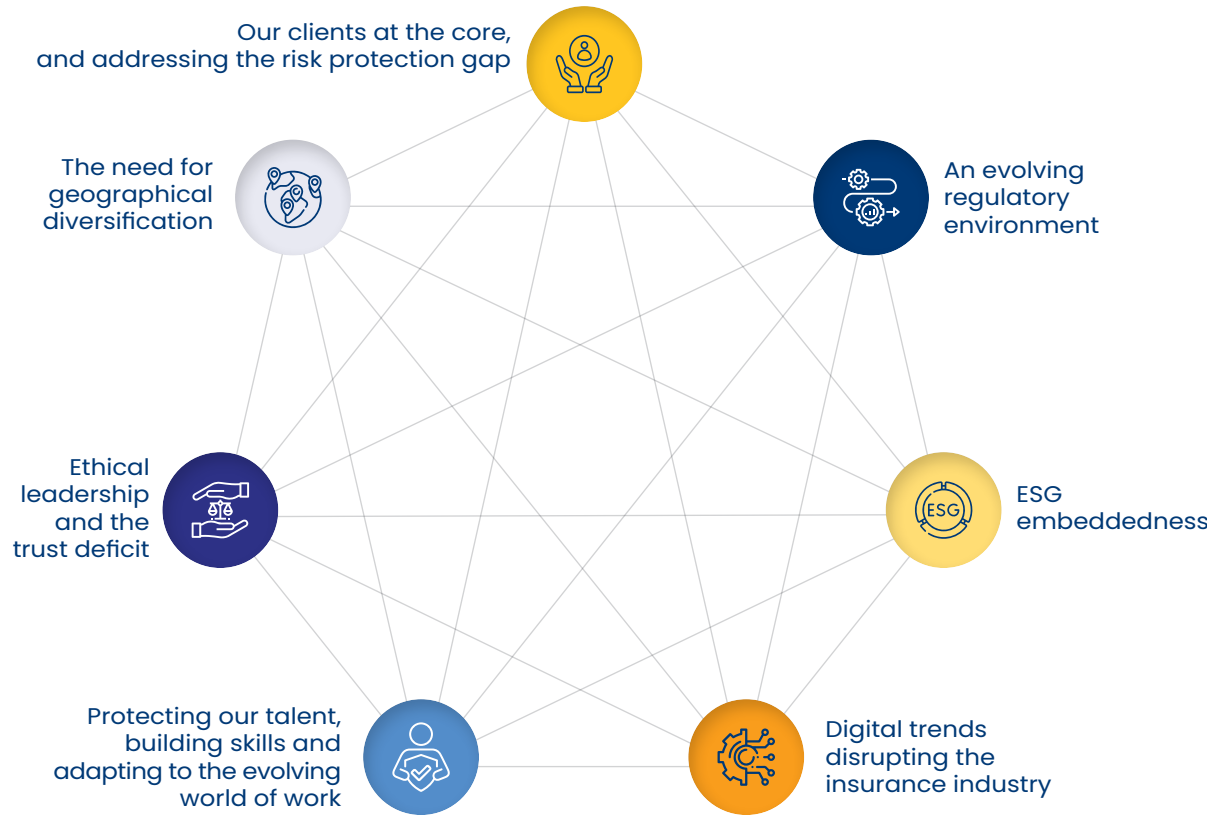 Our clients at the core,
and addressing the risk protection gap
The need for
geographical
diversification
An evolving
regulatory
environment
Ethical
leadership
and the
trust deficit
ESG
ESG
embeddedness
Protecting our talent,
building skills and
adapting to the evolving
world of work
Digital trends
disrupting the
insurance industry